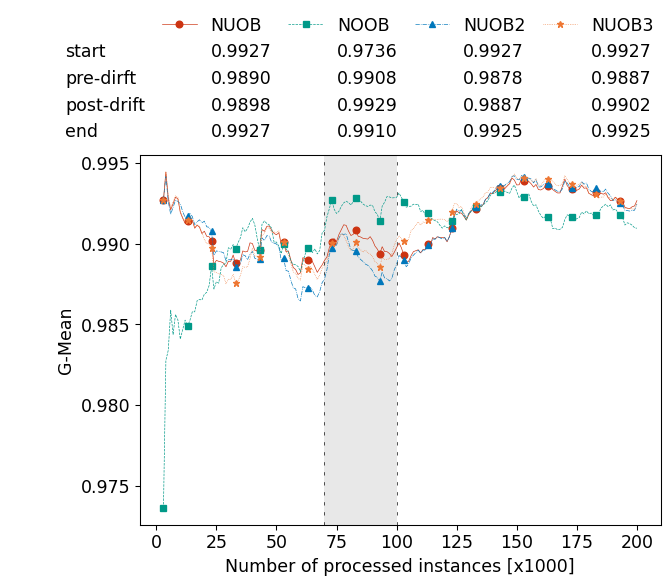 NUOB NOOB NUOB2 NUOB3
start 0.9927 0.9736 0.9927 0.9927
pre-dirft 0.9890 0.9908 0.9878 0.9887
post-drift 0.9898 0.9929 0.9887 0.9902
end 0.9927 0.9910 0.9925 0.9925
0.995
0.990
0.985
0.980
0.975
G-Mean
0 25 50 75 100 125 150 175 200
Number of processed instances [x1000]